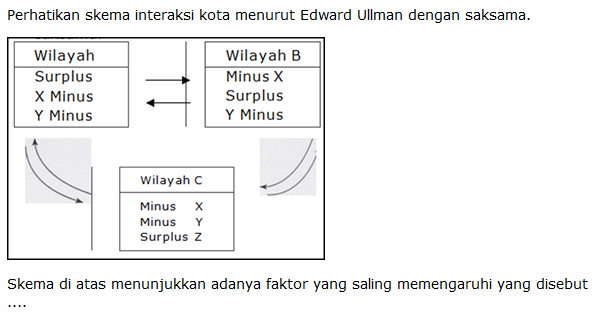 Perhatikan skema interaksi kota menurut Edward Ullman dengan saksama.
Wilayah
Surplus
X Minus
Y Minus
Wilayah B
Minus X
Surplus
Y Minus
Wilayah C
Minus X
Minus Y
Surplus Z
Skema di atas menunjukkan adanya faktor yang saling memengaruhi yang disebut
....